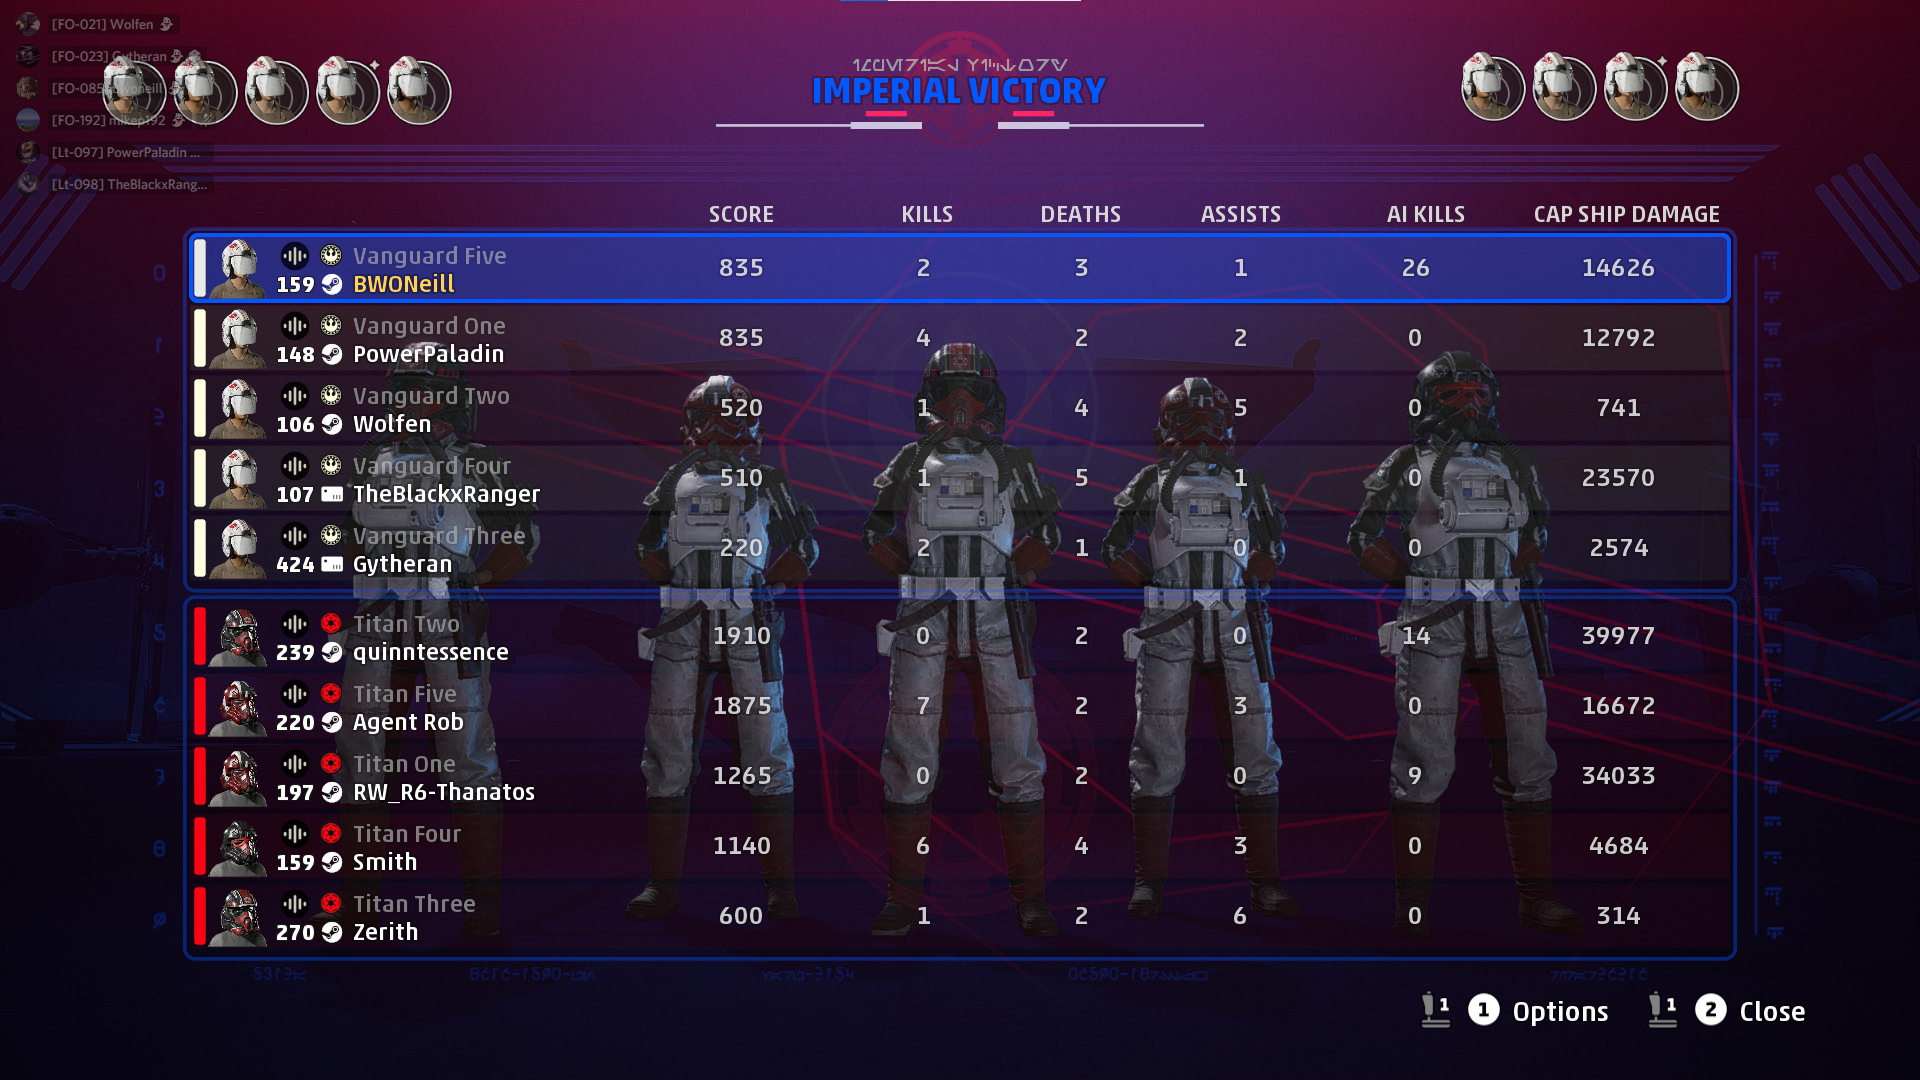 [FO-021] Wolfen
[FO-023] Gytheran
[FO-085] bwoneill
[FO-192] mikep192
[Lt-097] PowerPaladin ...
[Lt-098] TheBlackxRang...
IMPERIAL VICTORY
SCORE KILLS DEATHS ASSISTS AI KILLS CAP SHIP DAMAGE
Vanguard Five
159 BWONeill 835 2 3 1 26 14626
Vanguard One
148 PowerPaladin 835 4 2 2 0 12792
Vanguard Two
106 Wolfen 520 1 4 5 0 741
Vanguard Four
107 TheBlackxRanger 510 1 5 1 0 23570
Vanguard Three
424 Gytheran 220 2 1 0 0 2574
Titan Two
239 quinntessence 1910 0 2 0 14 39977
Titan Five
220 Agent Rob 1875 7 2 3 0 16672
Titan One
197 RW_R6-Thanatos 1265 0 2 0 9 34033
Titan Four
159 Smith 1140 6 4 3 0 4684
Titan Three
270 Zerith 600 1 2 6 0 314
1 1 Options 1 2 Close